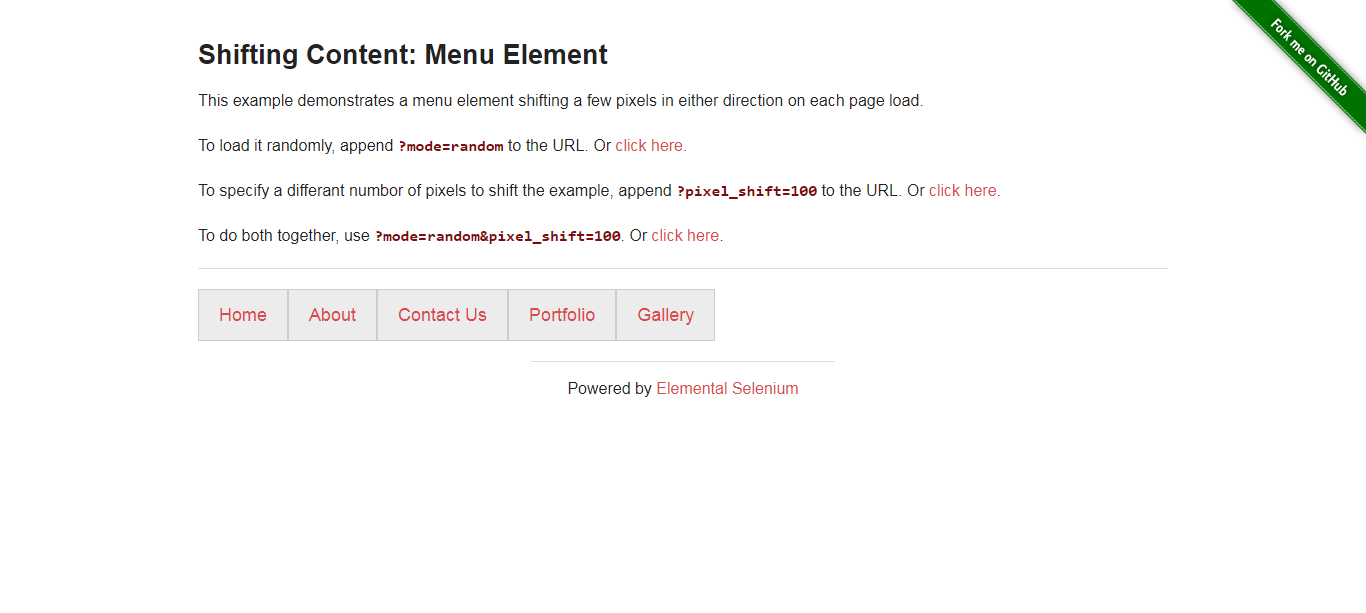 Fork me on GitHub
Shifting Content: Menu Element
This example demonstrates a menu element shifting a few pixels in either direction on each page load.
To load it randomly, append ?mode=random to the URL. Or click here.
To specify a differant numbor of pixels to shift the example, append ?pixel_shift=100 to the URL. Or click here.
To do both together, use ?mode=random&pixel_shift=100. Or click here.
Home About Contact Us Portfolio Gallery
Powered by Elemental Selenium